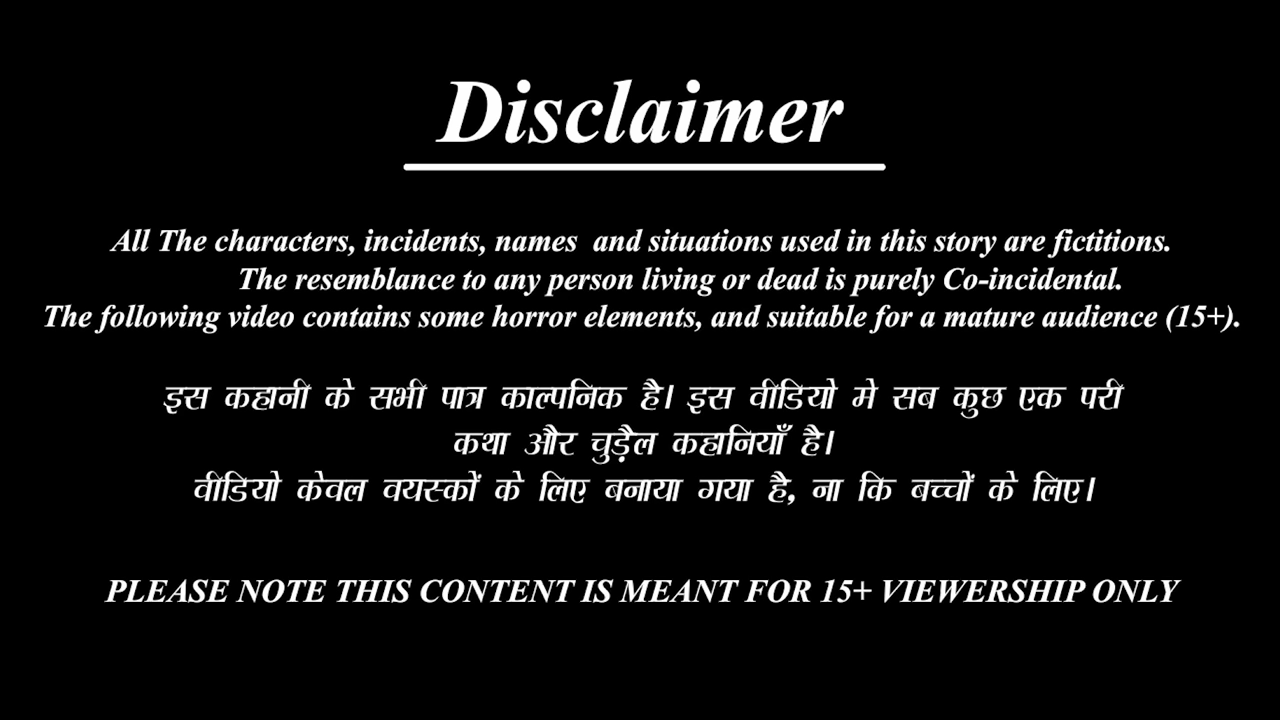 Disclaimer
All The characters, incidents, names and situations used in this story are fictitions.
The resemblance to any person living or dead is purely Co-incidental.
The following video contains some horror elements, and suitable for a mature audience (15+).
इस कहानी के सभी पात्र काल्पनिक है। इस वीडियो मे सब कुछ एक परी
कथा और चुड़ैल कहानियाँ है।
वीडियो केवल वयस्कों के लिए बनाया गया है, ना कि बच्चों के लिए।
PLEASE NOTE THIS CONTENT IS MEANT FOR 15+ VIEWERSHIP ONLY